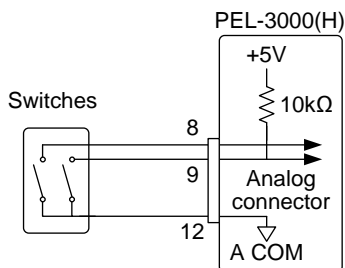 PEL-3000(H)
+5V
Switches
10kΩ
8
9
Analog
connector
12
A COM